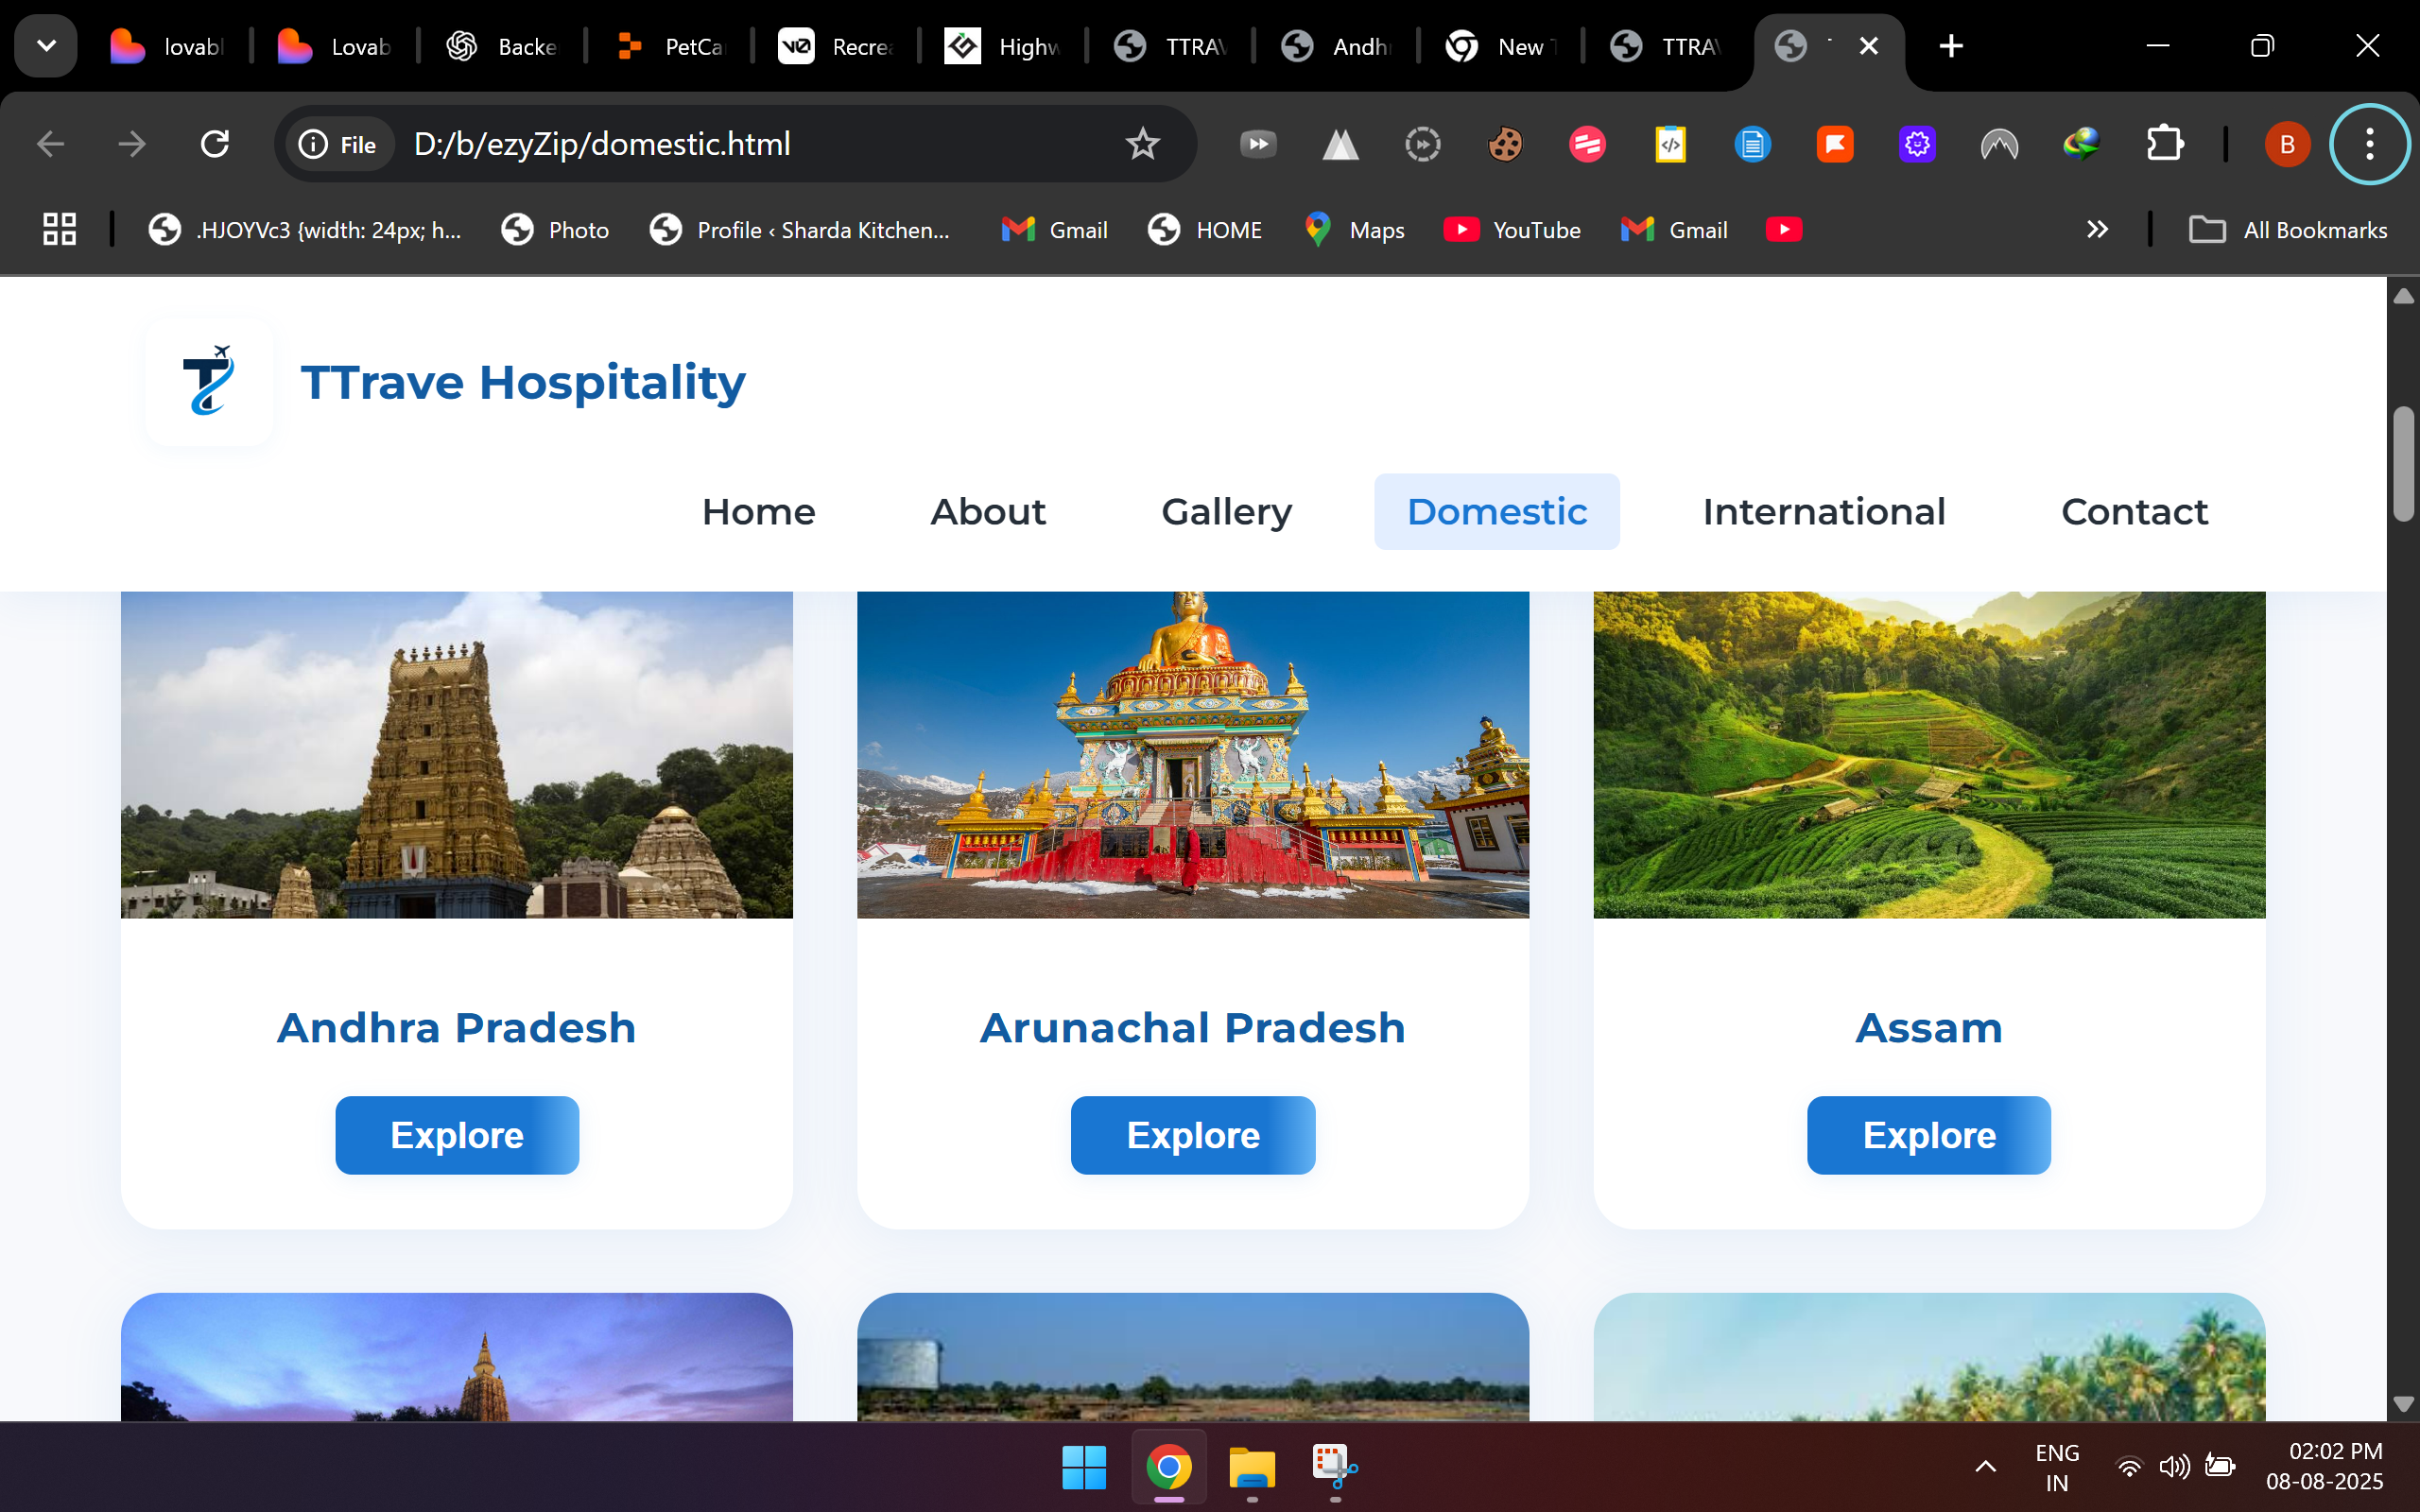 lovabl
Lovab
Backe
PetCa
Recrea
Highw
TTRAV
Andhr
New T
TTRAV
File
D:/b/ezyZip/domestic.html
B
.HJOYVc3 {width: 24px; h...
Photo
Profile ‹ Sharda Kitchen...
Gmail
HOME
Maps
YouTube
Gmail
All Bookmarks
TTrave Hospitality
Home
About
Gallery
Domestic
International
Contact
Andhra Pradesh
Arunachal Pradesh
Assam
Explore
Explore
Explore
ENG
IN
02:02 PM
08-08-2025